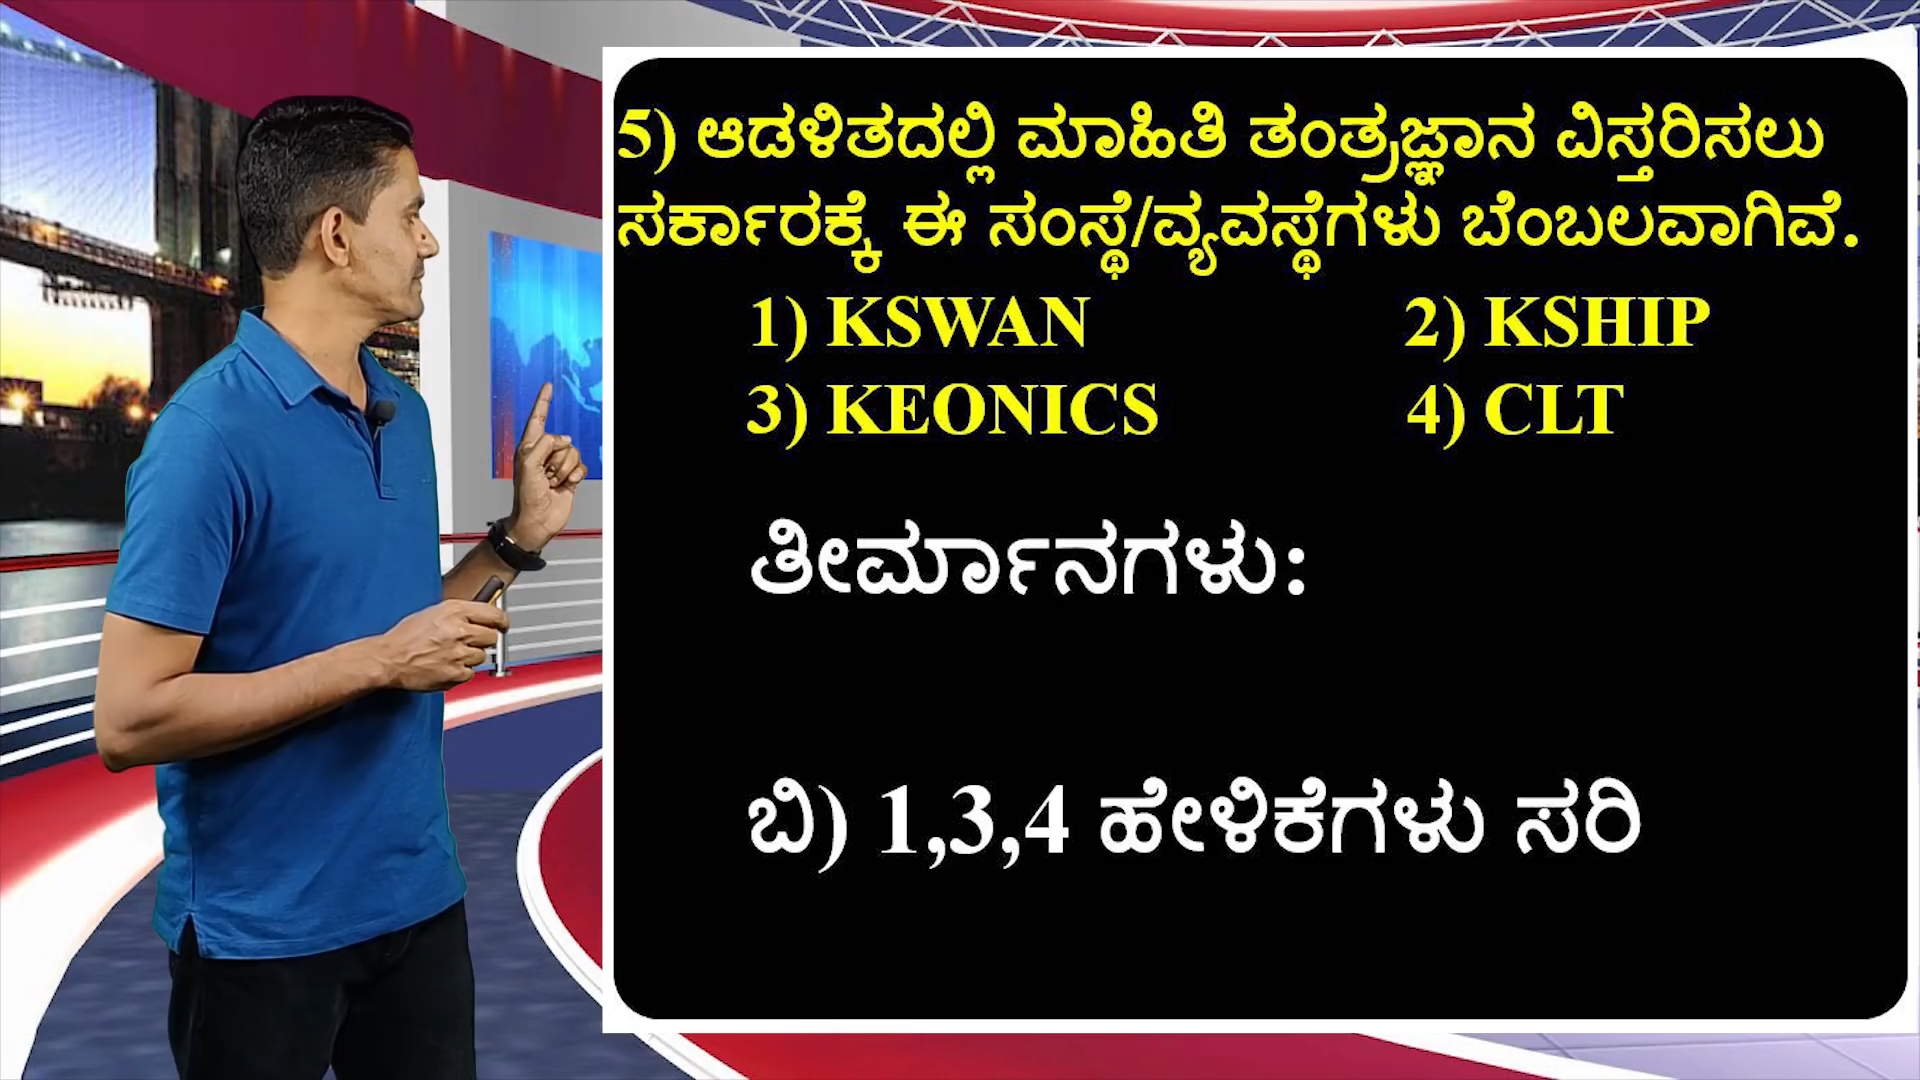 5) ಆಡಳಿತದಲ್ಲಿ ಮಾಹಿತಿ ತಂತ್ರಜ್ಞಾನ ವಿಸ್ತರಿಸಲು
ಸರ್ಕಾರಕ್ಕೆ ಈ ಸಂಸ್ಥೆ/ವ್ಯವಸ್ಥೆಗಳು ಬೆಂಬಲವಾಗಿವೆ.
1) KSWAN 2) KSHIP
3) KEONICS 4) CLT
ತೀರ್ಮಾನಗಳು:
ಬಿ) 1,3,4 ಹೇಳಿಕೆಗಳು ಸರಿ